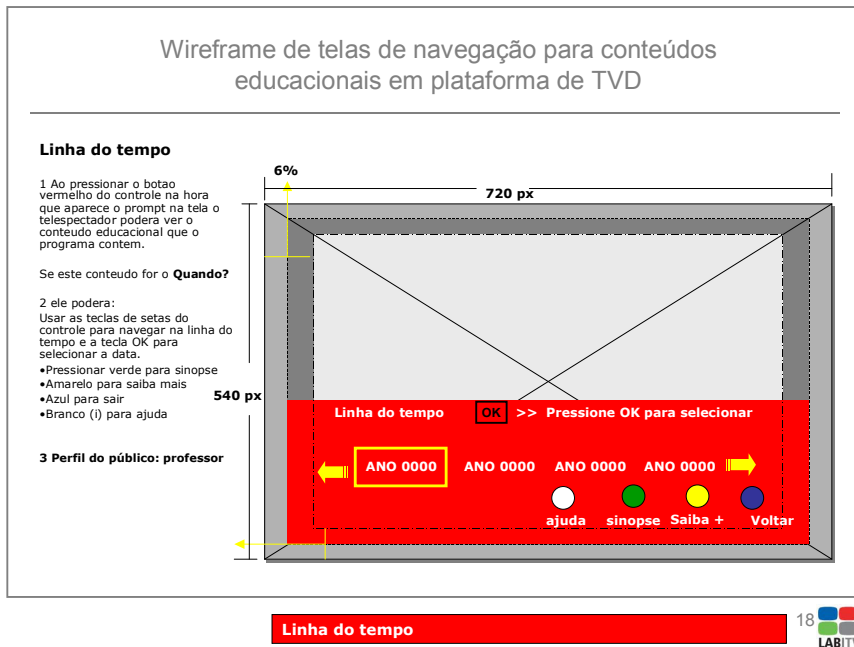 Wireframe de telas de navegação para conteúdos
educacionais em plataforma de TVD
Linha do tempo
1 Ao pressionar o botao
vermelho do controle na hora
que aparece o prompt na tela o
telespectador podera ver o
conteudo educacional que o
programa contem.
Se este conteudo for o Quando?
2 ele podera:
Usar as teclas de setas do
controle para navegar na linha do
tempo e a tecla OK para
selecionar a data.
•Pressionar verde para sinopse
•Amarelo para saiba mais
•Azul para sair
•Branco (i) para ajuda
3 Perfil do público: professor
6%
720 px
540 px
Linha do tempo OK >> Pressione OK para selecionar
ANO 0000 ANO 0000 ANO 0000 ANO 0000
ajuda sinopse Saiba + Voltar
Linha do tempo
18
LABITV